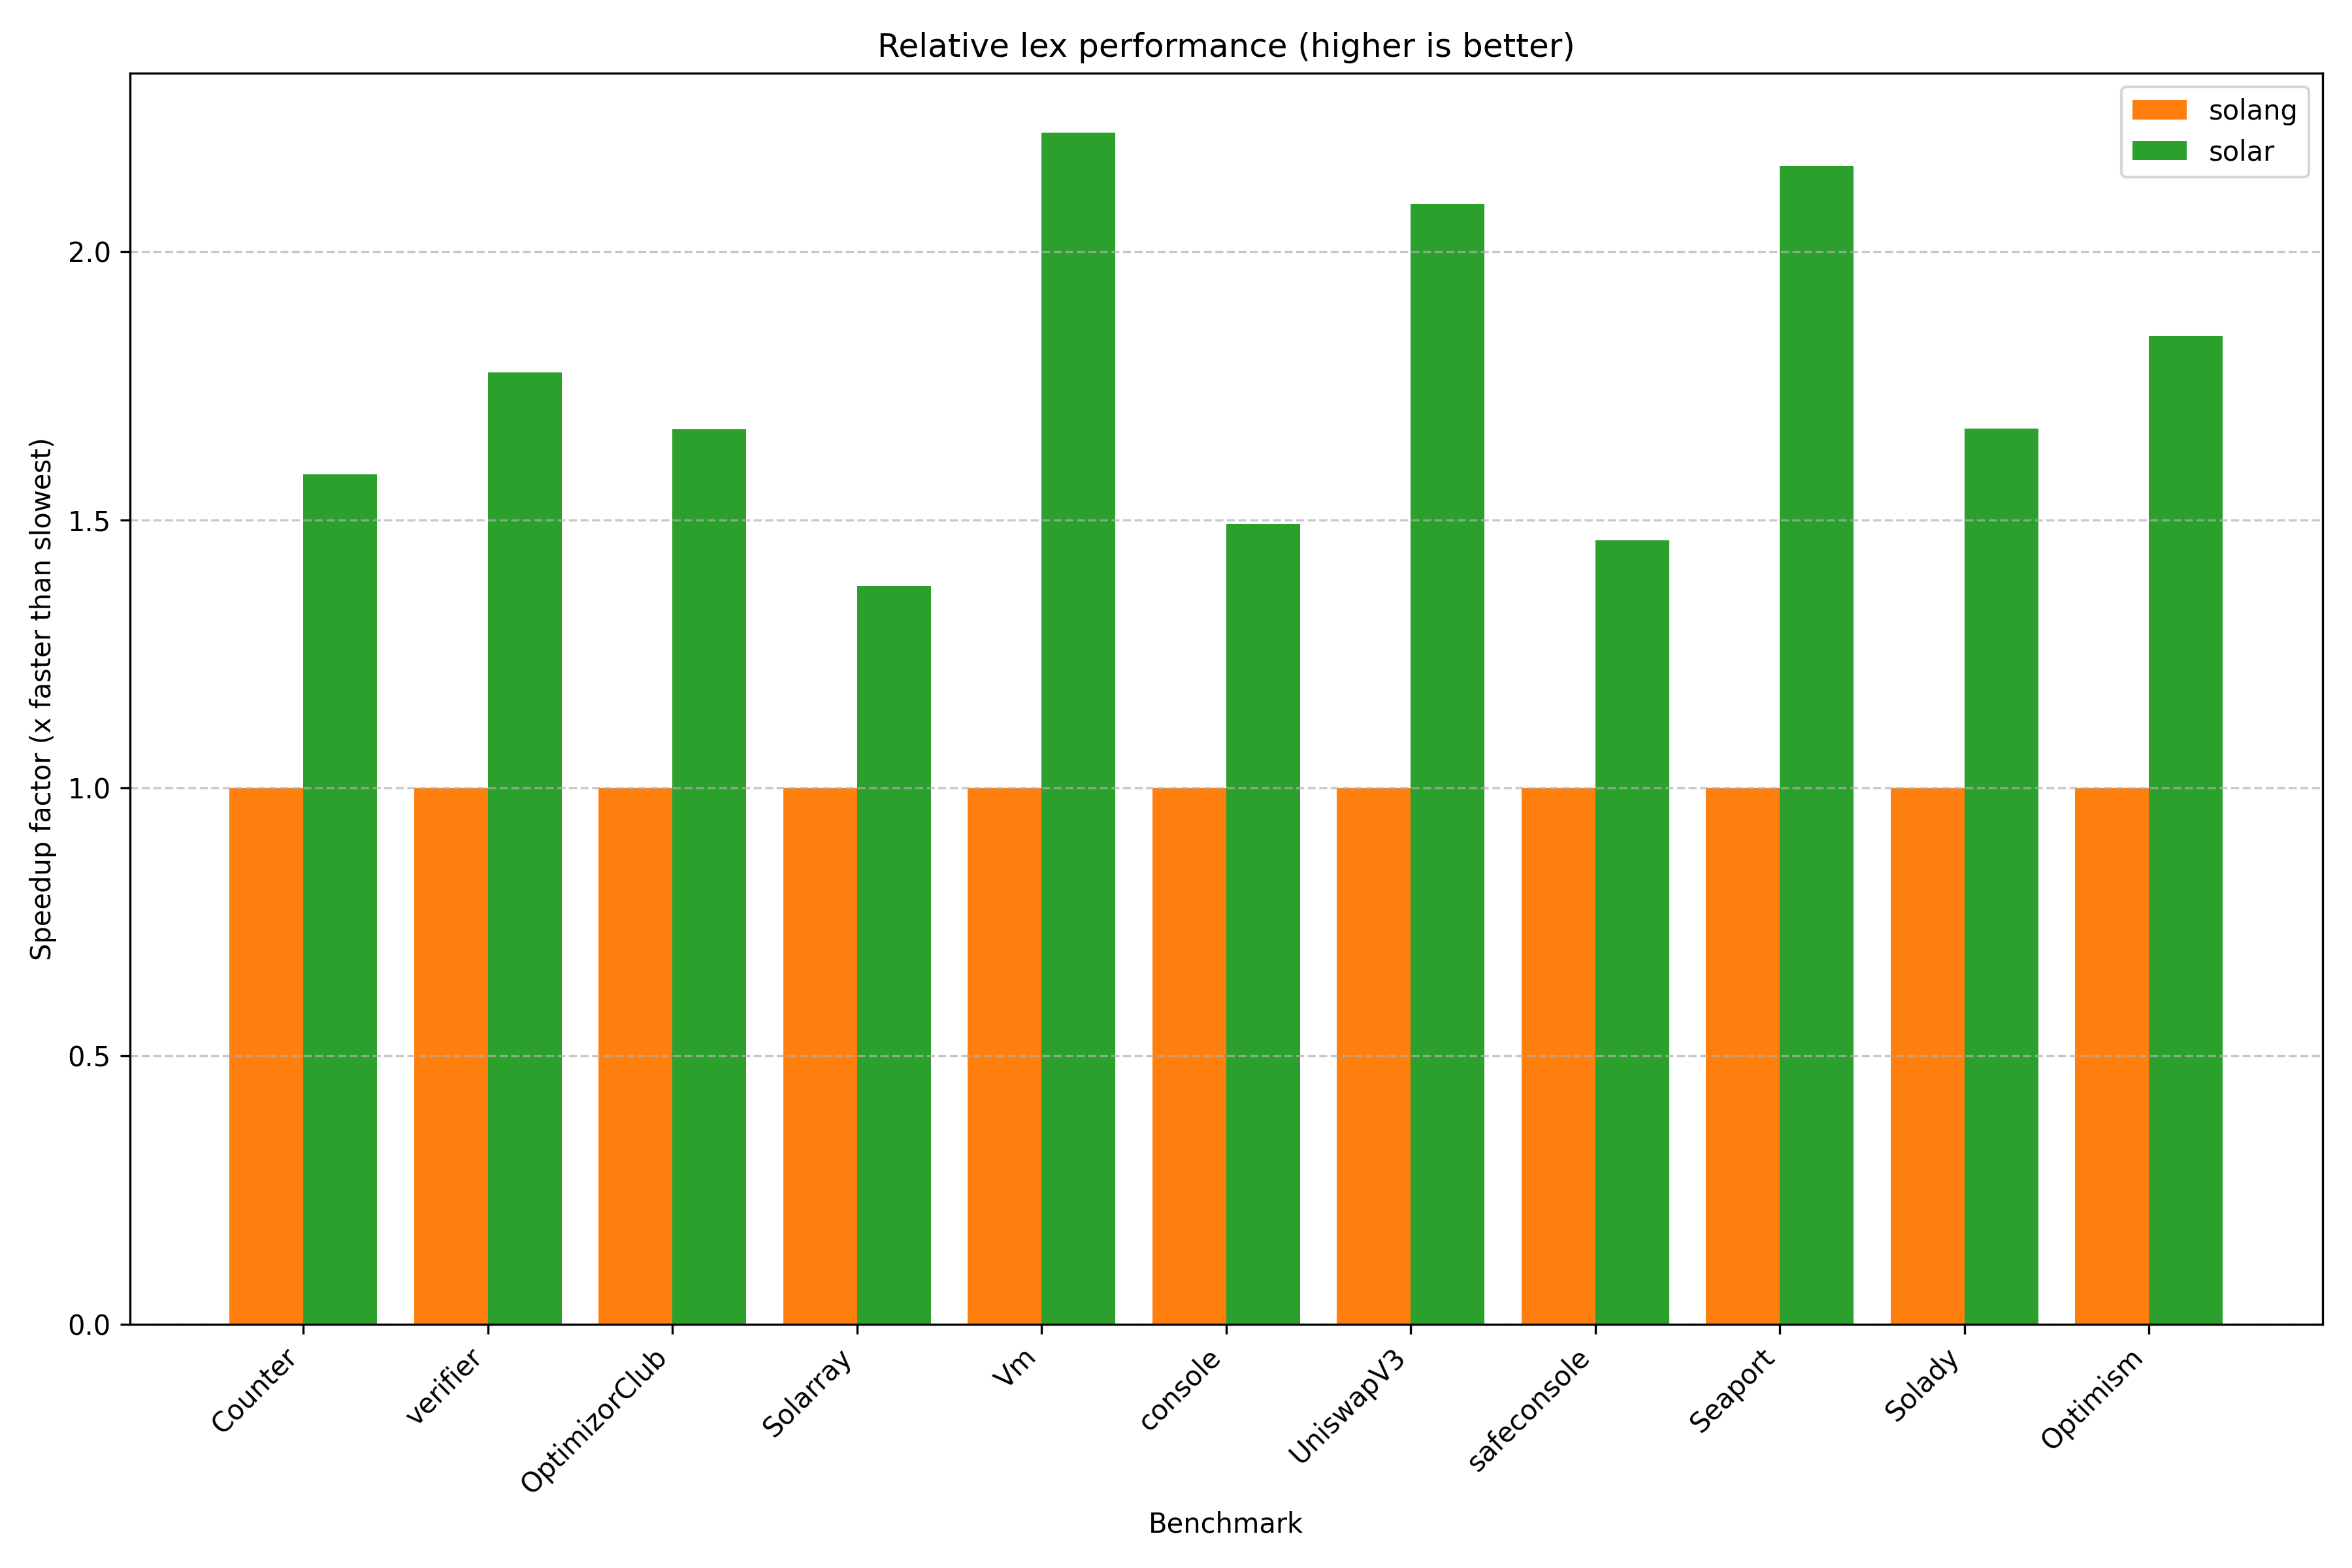 Relative lex performance (higher is better)
solang
solar
Speedup factor (x faster than slowest)
2.0
1.5
1.0
0.5
0.0
Counter
verifier
OptimizorClub
Solarray
Vm
console
UniswapV3
safeconsole
Seaport
Solady
Optimism
Benchmark